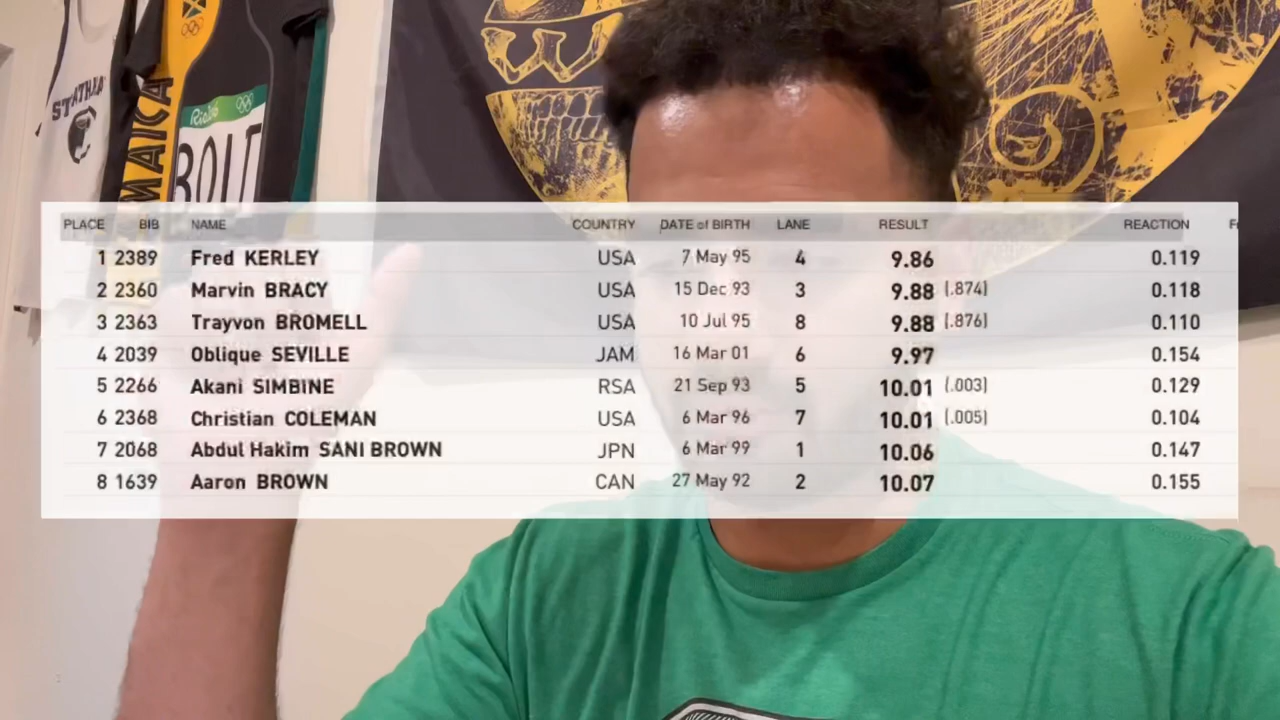 STATHAM
JAMAICA
Rio2016
BOLT
PLACE BIB NAME COUNTRY DATE of BIRTH LANE RESULT REACTION
1 2389 Fred KERLEY USA 7 May 95 4 9.86 0.119
2 2360 Marvin BRACY USA 15 Dec 93 3 9.88 (.874) 0.118
3 2363 Trayvon BROMELL USA 10 Jul 95 8 9.88 (.876) 0.110
4 2039 Oblique SEVILLE JAM 16 Mar 01 6 9.97 0.154
5 2266 Akani SIMBINE RSA 21 Sep 93 5 10.01 (.003) 0.129
6 2368 Christian COLEMAN USA 6 Mar 96 7 10.01 (.005) 0.104
7 2068 Abdul Hakim SANI BROWN JPN 6 Mar 99 1 10.06 0.147
8 1639 Aaron BROWN CAN 27 May 92 2 10.07 0.155